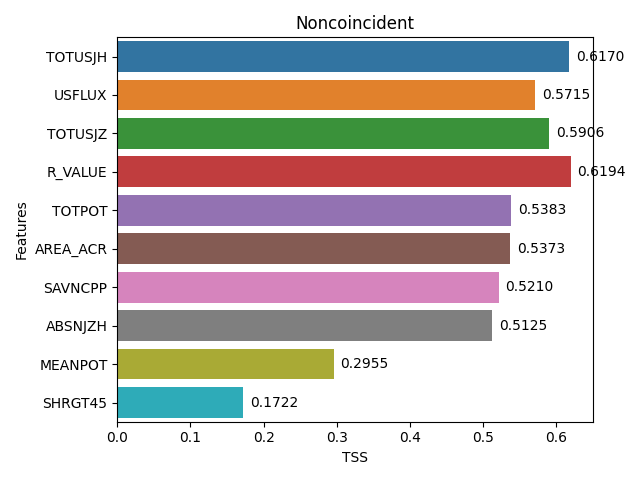 Noncoincident
Features
TOTUSJH 0.6170
USFLUX 0.5715
TOTUSJZ 0.5906
R_VALUE 0.6194
TOTPOT 0.5383
AREA_ACR 0.5373
SAVNCPP 0.5210
ABSNJZH 0.5125
MEANPOT 0.2955
SHRGT45 0.1722
0.0 0.1 0.2 0.3 0.4 0.5 0.6
TSS